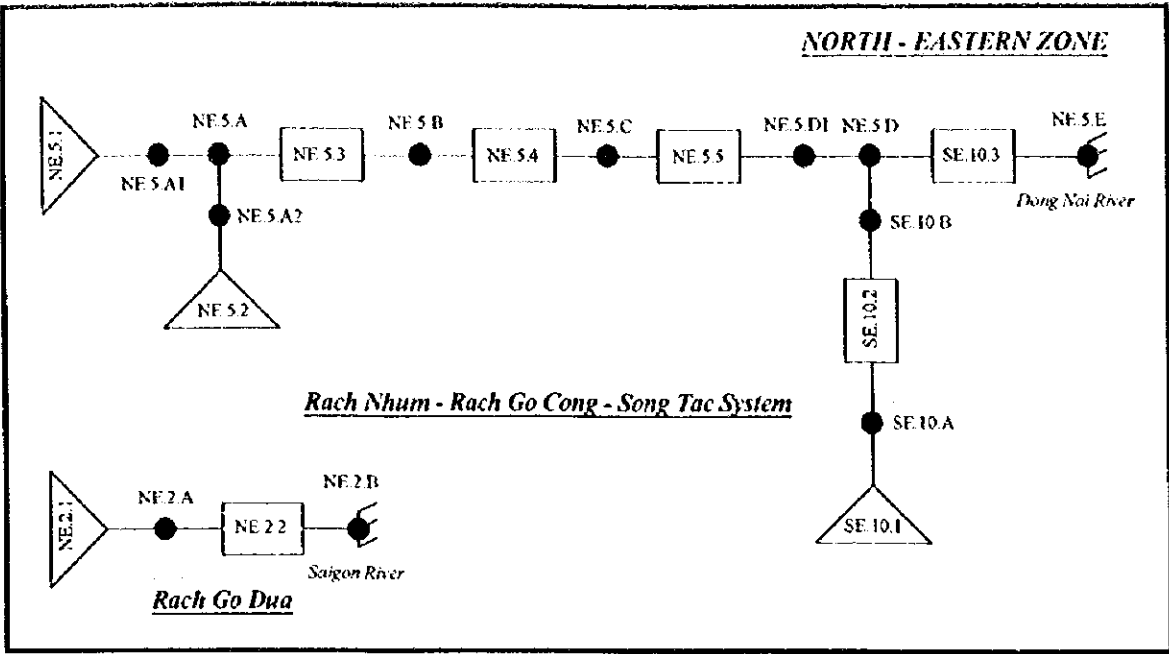 NORTH - EASTERN ZONE
NE.5.1
NE.5.A1
NE.5.A
NE.5.A2
NE.5.2
NE.5.3
NE.5.B
NE.5.4
NE.5.C
NE.5.5
NE.5.D1
NE.5.D
SE.10.3
NE.5.E
Dong Nai River
SE.10.B
SE.10.2
SE.10.A
SE.10.1
Rach Nhum - Rach Go Cong - Song Tac System
NE.2.1
NE.2.A
NE.2.2
NE.2.B
Saigon River
Rach Go Dua